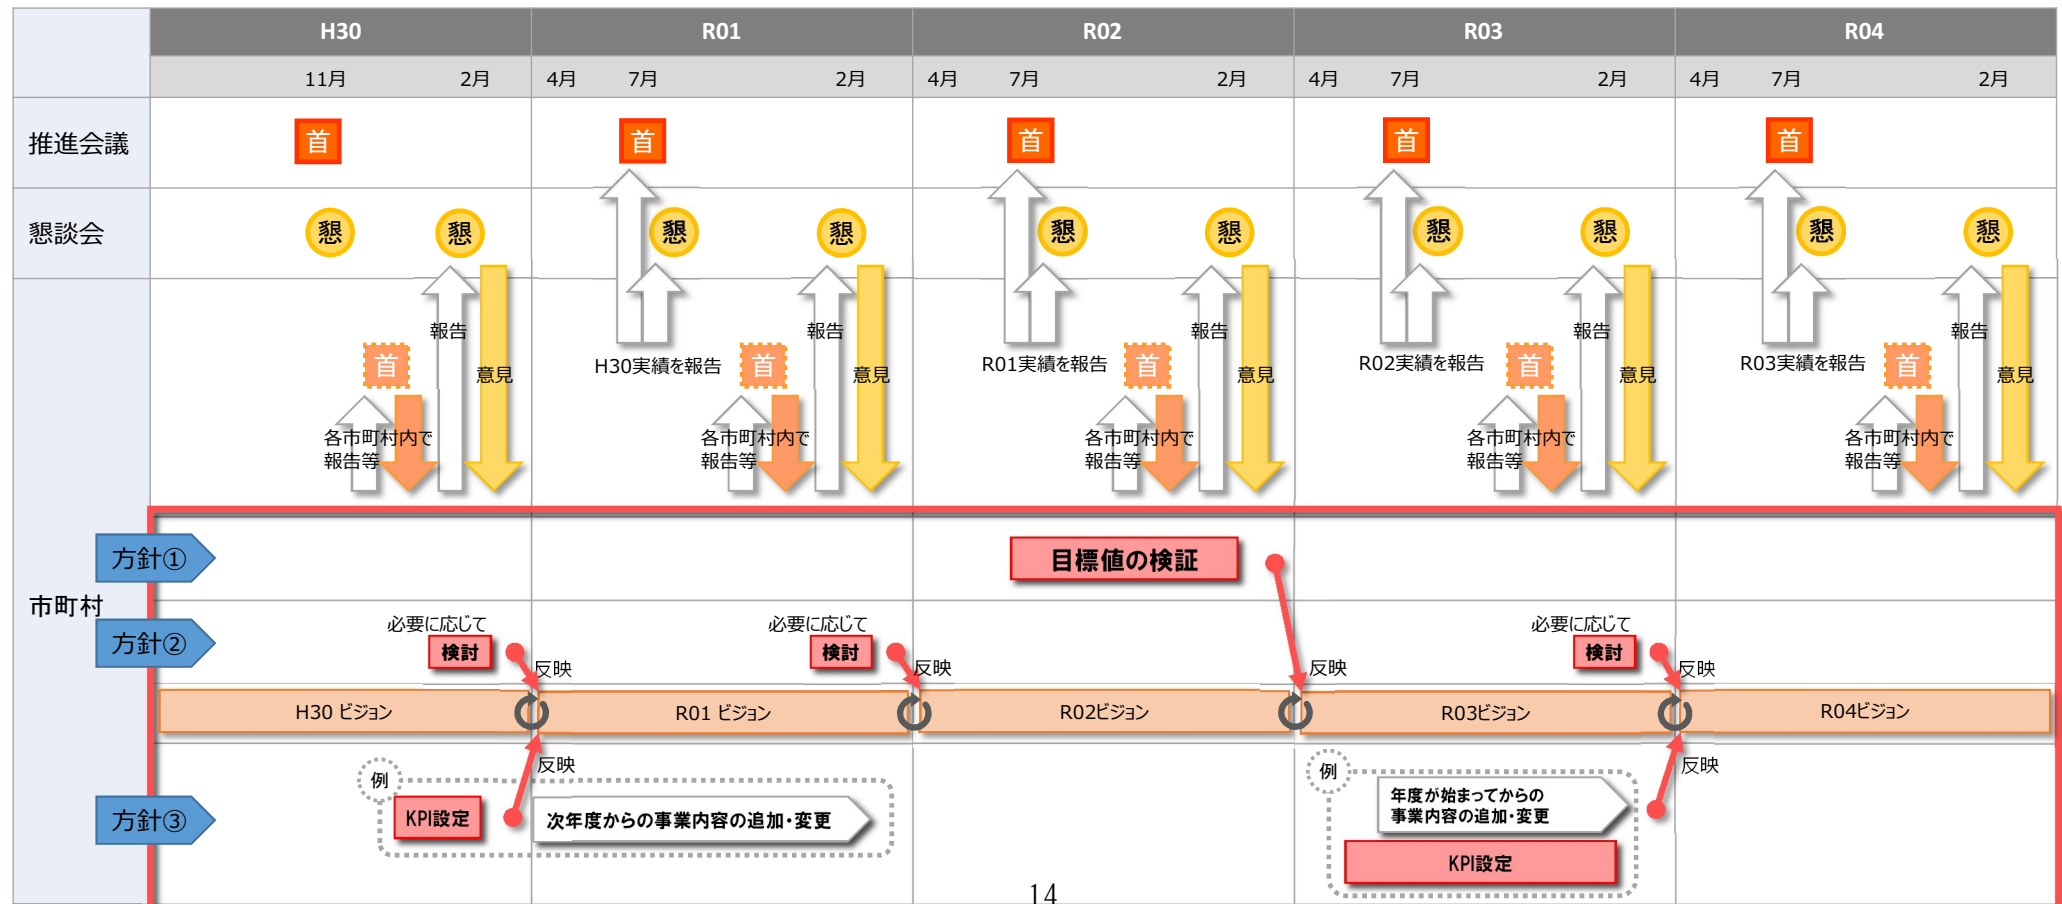 H30 R01 R02 R03 R04
11月 2月 4月 7月 2月 4月 7月 2月 4月 7月 2月 4月 7月 2月
推進会議 首 首 首 首 首
懇談会 懇 懇 懇 懇 懇 懇 懇 懇 懇 懇
報告 報告 報告 報告 報告
首 H30実績を報告 首 R01実績を報告 首 R02実績を報告 首 R03実績を報告 首
意見 意見 意見 意見 意見
各市町村内で 各市町村内で 各市町村内で 各市町村内で 各市町村内で
報告等 報告等 報告等 報告等 報告等
市町村
方針① 目標値の検証
方針② 必要に応じて 必要に応じて 必要に応じて
検討 検討 検討
反映 反映 反映 反映
H30 ビジョン R01 ビジョン R02ビジョン R03ビジョン R04ビジョン
反映 反映
例 例
方針③ KPI設定 次年度からの事業内容の追加・変更
年度が始まってからの
事業内容の追加・変更
KPI設定
14